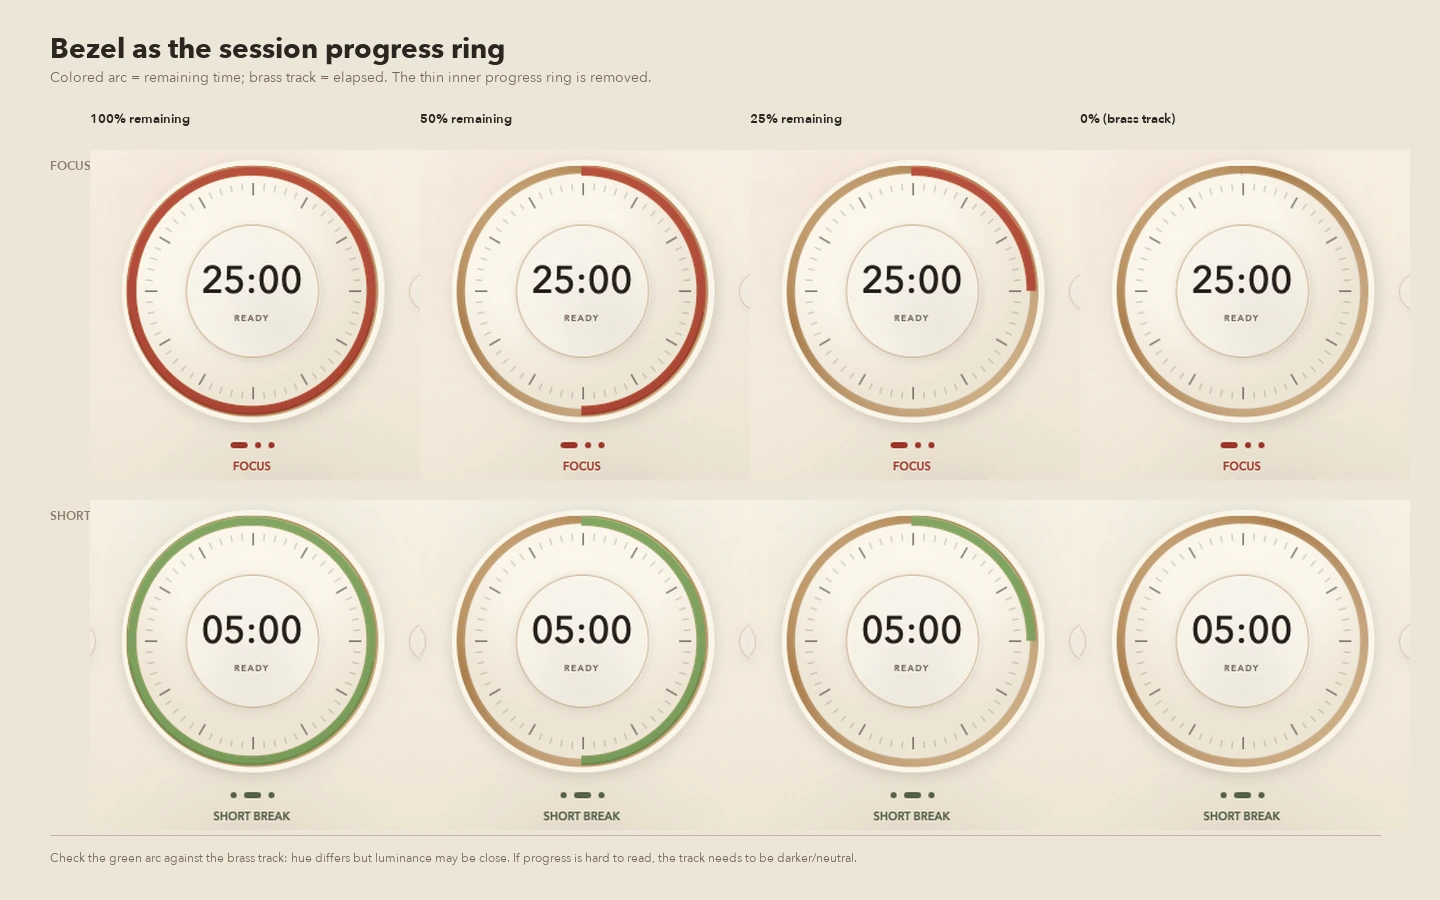 Bezel as the session progress ring
Colored arc = remaining time; brass track = elapsed. The thin inner progress ring is removed.
100% remaining 50% remaining 25% remaining 0% (brass track)
FOCUS
25:00 25:00 25:00 25:00
READY READY READY READY
FOCUS FOCUS FOCUS FOCUS
SHORT
05:00 05:00 05:00 05:00
READY READY READY READY
SHORT BREAK SHORT BREAK SHORT BREAK SHORT BREAK
Check the green arc against the brass track: hue differs but luminance may be close. If progress is hard to read, the track needs to be darker/neutral.